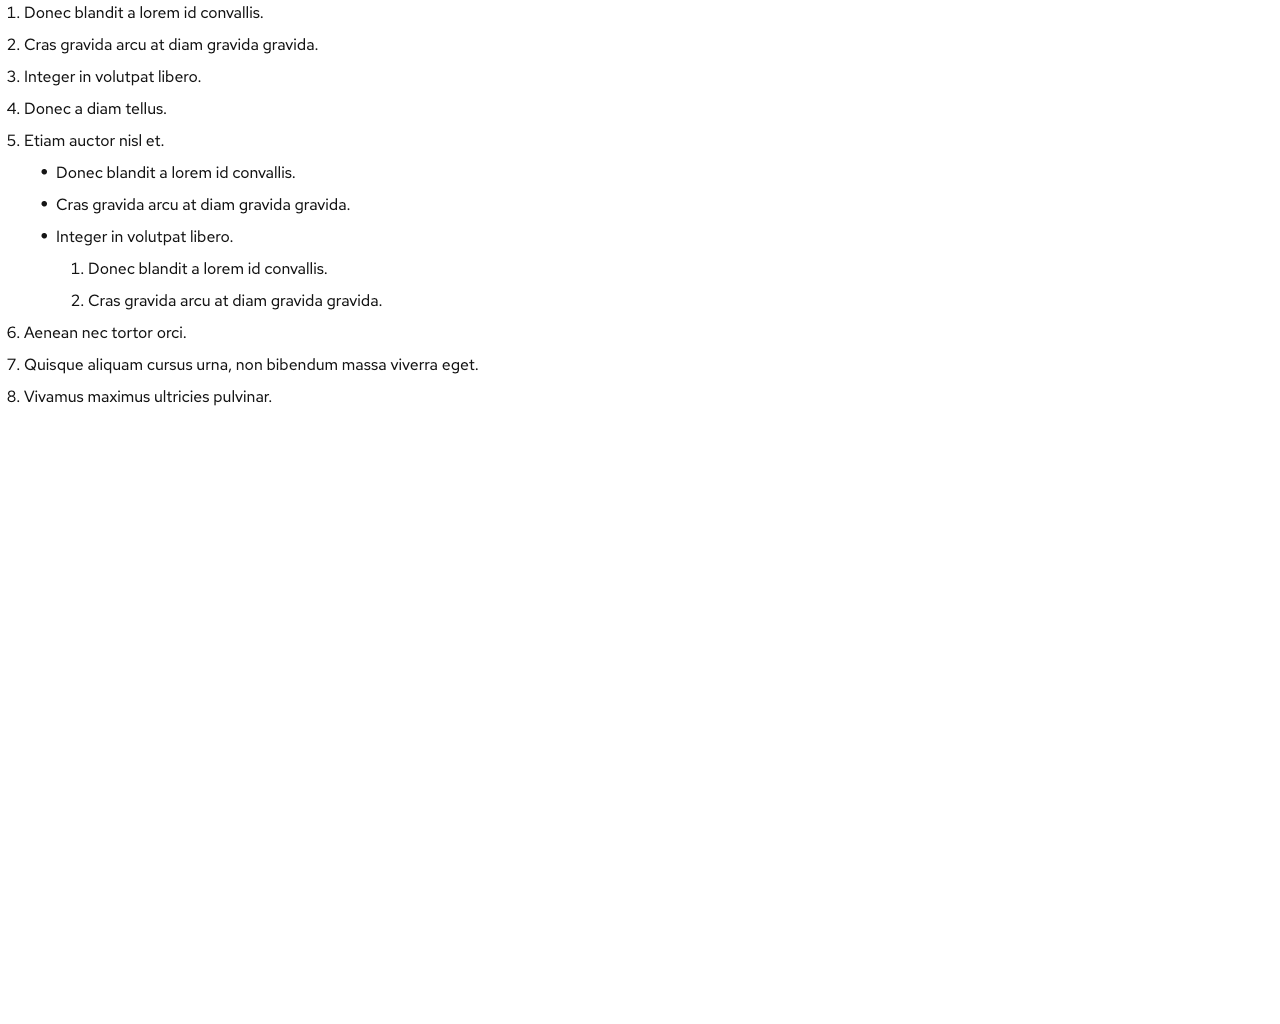 1. Donec blandit a lorem id convallis.
2. Cras gravida arcu at diam gravida gravida.
3. Integer in volutpat libero.
4. Donec a diam tellus.
5. Etiam auctor nisl et.
• Donec blandit a lorem id convallis.
• Cras gravida arcu at diam gravida gravida.
• Integer in volutpat libero.
1. Donec blandit a lorem id convallis.
2. Cras gravida arcu at diam gravida gravida.
6. Aenean nec tortor orci.
7. Quisque aliquam cursus urna, non bibendum massa viverra eget.
8. Vivamus maximus ultricies pulvinar.